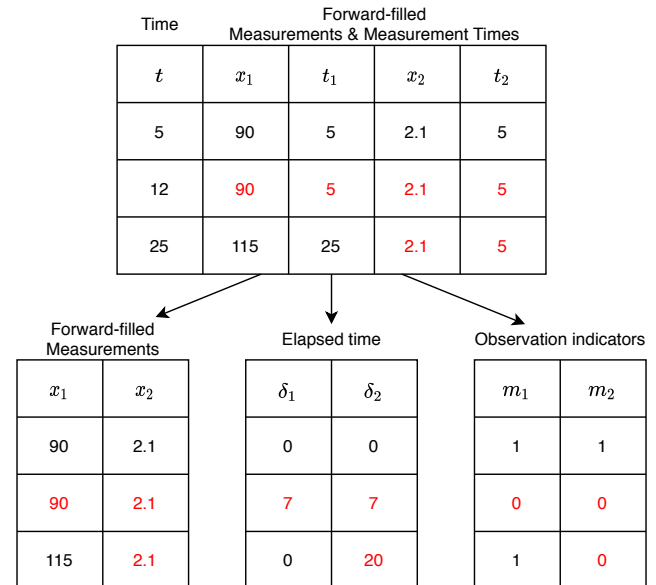 Time
Forward-filled
Measurements & Measurement Times
t x₁ t₁ x₂ t₂
5 90 5 2.1 5
12 90 5 2.1 5
25 115 25 2.1 5
Forward-filled
Measurements
x₁ x₂
90 2.1
90 2.1
115 2.1
Elapsed time
δ₁ δ₂
0 0
7 7
0 20
Observation indicators
m₁ m₂
1 1
0 0
1 0